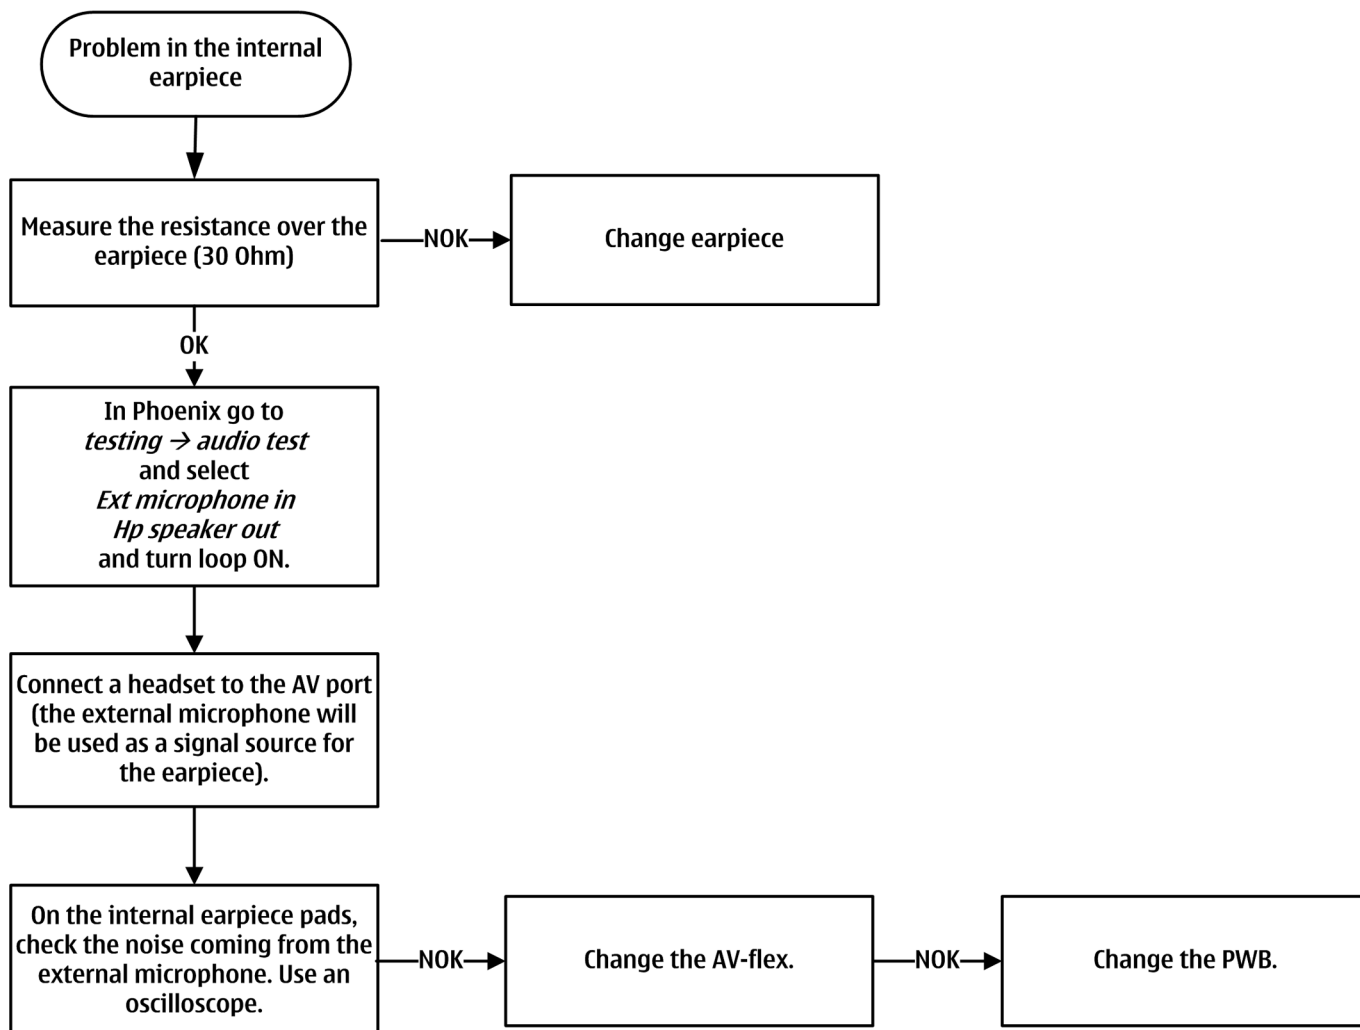 Problem in the internal
earpiece
Measure the resistance over the
earpiece (30 Ohm)
NOK
Change earpiece
OK
In Phoenix go to
testing → audio test
and select
Ext microphone in
Hp speaker out
and turn loop ON.
Connect a headset to the AV port
(the external microphone will
be used as a signal source for
the earpiece).
On the internal earpiece pads,
check the noise coming from the
external microphone. Use an
oscilloscope.
NOK
Change the AV-flex.
NOK
Change the PWB.